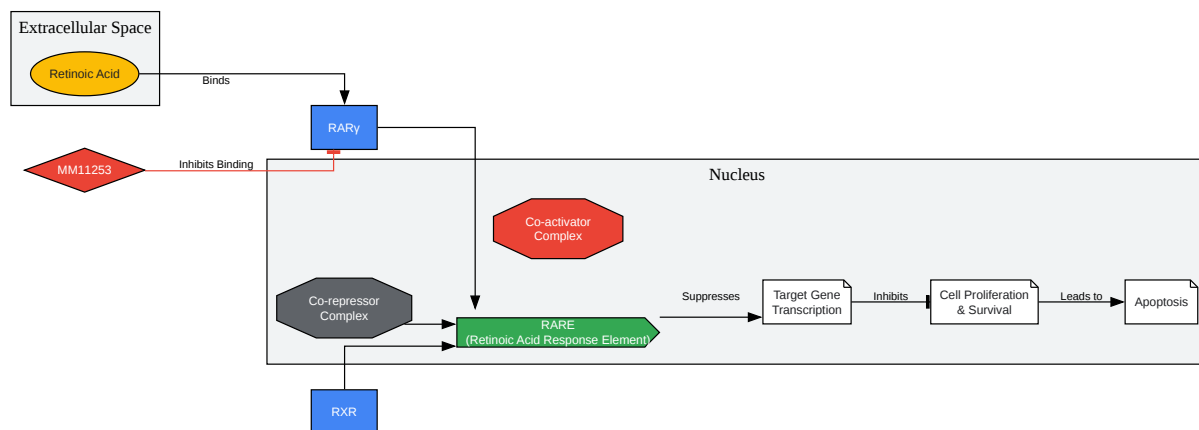 Extracellular Space
Retinoic Acid
Binds
RARγ
MM11253
Inhibits Binding
Nucleus
Co-activator
Complex
Co-repressor
Complex
RARE
(Retinoic Acid Response Element)
Suppresses
Target Gene
Transcription
Inhibits
Cell Proliferation
& Survival
Leads to
Apoptosis
RXR